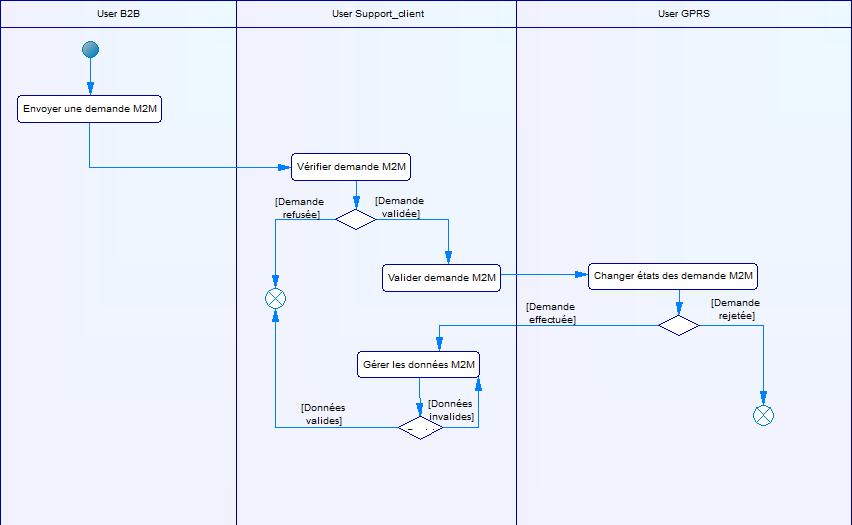 User B2B
User Support_client
User GPRS
Envoyer une demande M2M
Vérifier demande M2M
[Demande
refusée]
[Demande
validée]
Valider demande M2M
Changer états des demande M2M
[Demande
effectuée]
[Demande
rejetée]
Gérer les données M2M
[Données
valides]
[Données
invalides]